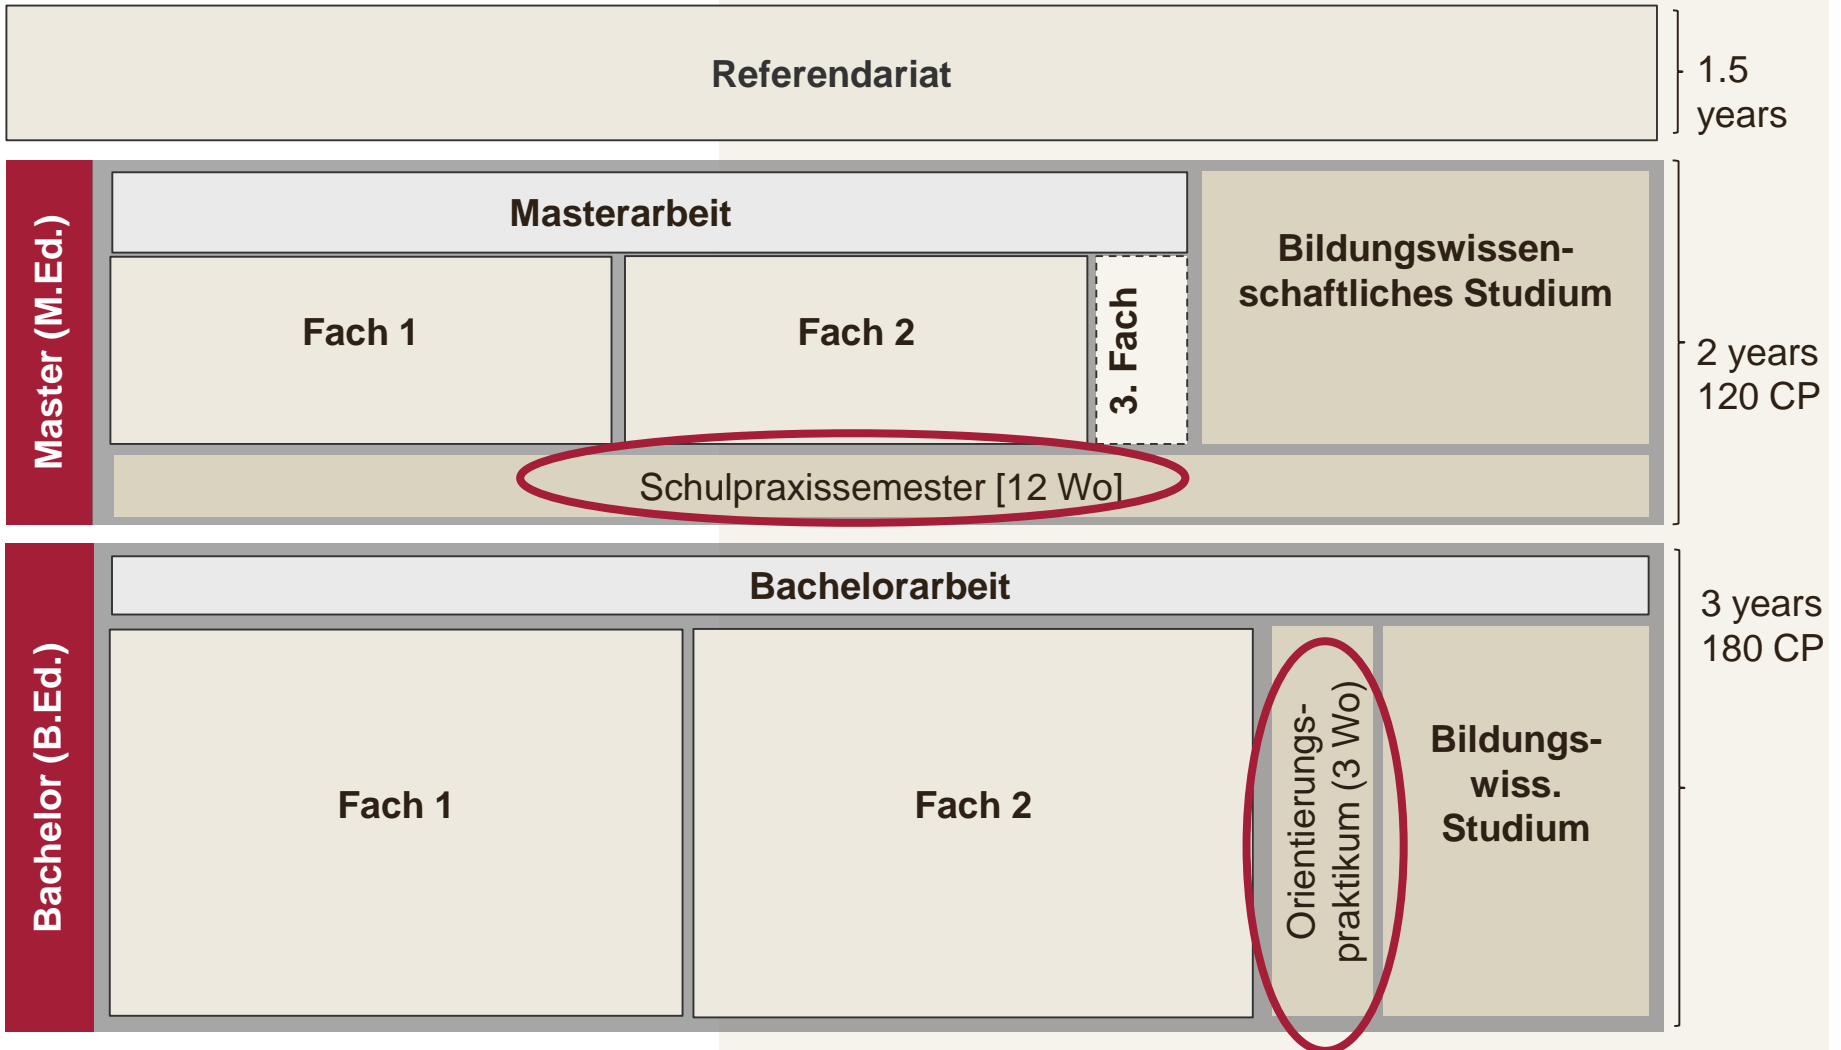 Referendariat
1.5
years
Master (M.Ed.)
Masterarbeit
Fach 1
Fach 2
3. Fach
Bildungswissen-
schaftliches Studium
2 years
120 CP
Schulpraxissemester [12 Wo]
Bachelor (B.Ed.)
Bachelorarbeit
3 years
180 CP
Fach 1
Fach 2
Orientierungs-
praktikum (3 Wo)
Bildungs-
wiss.
Studium